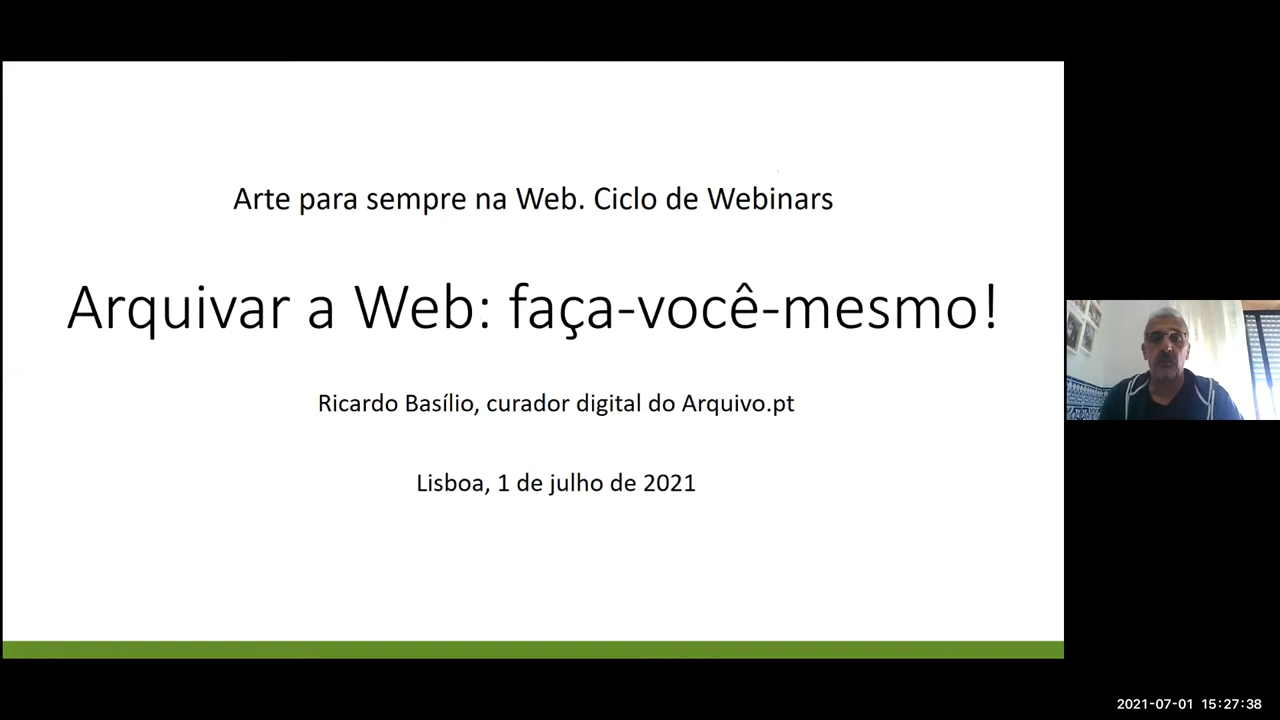 Arte para sempre na Web. Ciclo de Webinars
Arquivar a Web: faça-você-mesmo!
Ricardo Basílio, curador digital do Arquivo.pt
Lisboa, 1 de julho de 2021
2021-07-01 15:27:38